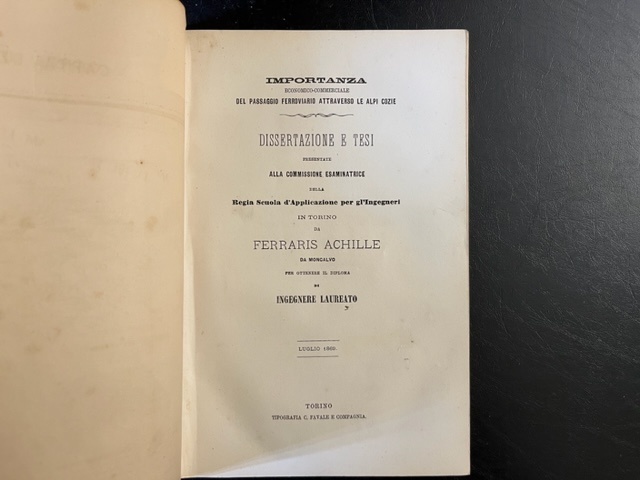 IMPORTANZA
ECONOMICO-COMMERCIALE
DEL PASSAGGIO FERROVIARIO ATTRAVERSO LE ALPI COZIE
DISSERTAZIONE E TESI
PRESENTATE
ALLA COMMISSIONE ESAMINATRICE
DELLA
Regia Scuola d'Applicazione per gl'Ingegneri
IN TORINO
DA
FERRARIS ACHILLE
DA MONCALVO
PER OTTENERE IL DIPLOMA
DI
INGEGNERE LAUREATO
LUGLIO
TORINO
TIPOGRAFIA C. FAVALE E COMPAGNIA.